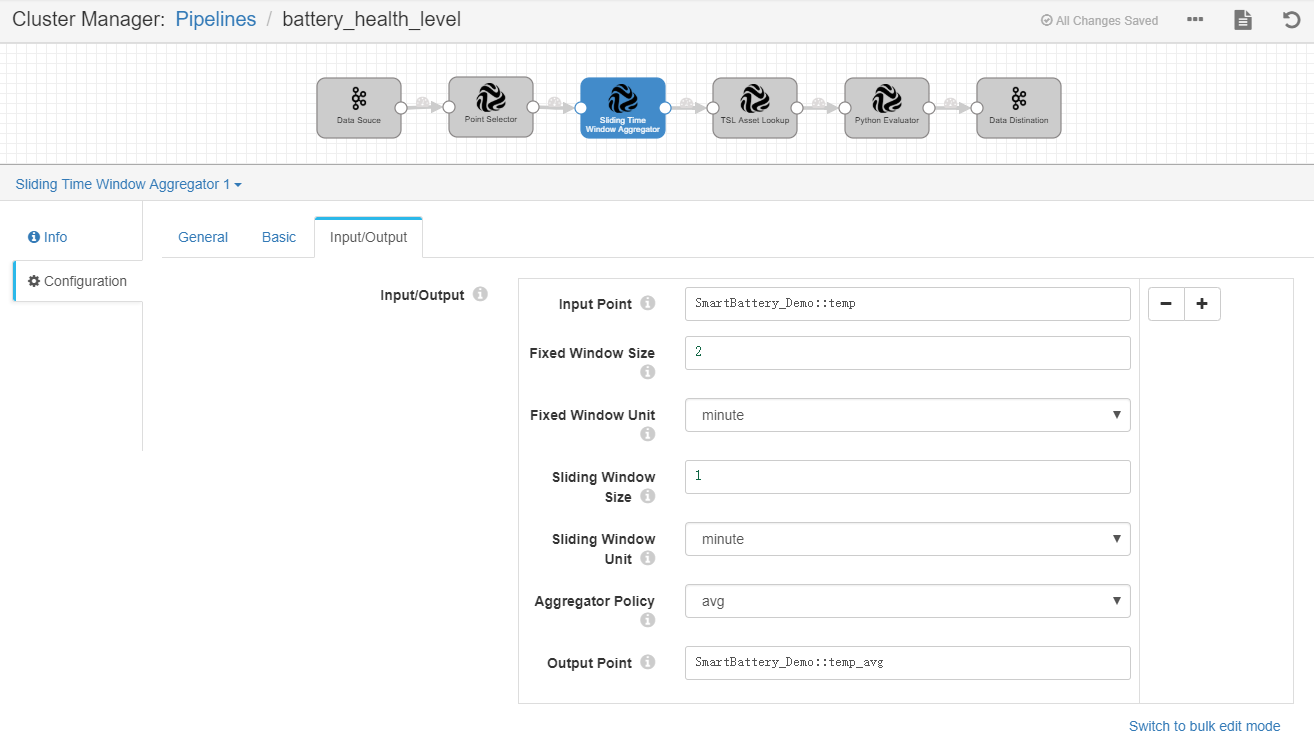 Cluster Manager: Pipelines / battery_health_level
All Changes Saved
Data Souce
Point Selector
Sliding Time
Window Aggregator
TSL Asset Lookup
Python Evaluator
Data Distination
Sliding Time Window Aggregator 1
Info
Configuration
General
Basic
Input/Output
Input/Output
Input Point
SmartBattery_Demo::temp
Fixed Window Size
2
Fixed Window Unit
minute
Sliding Window
Size
1
Sliding Window
Unit
minute
Aggregator Policy
avg
Output Point
SmartBattery_Demo::temp_avg
Switch to bulk edit mode